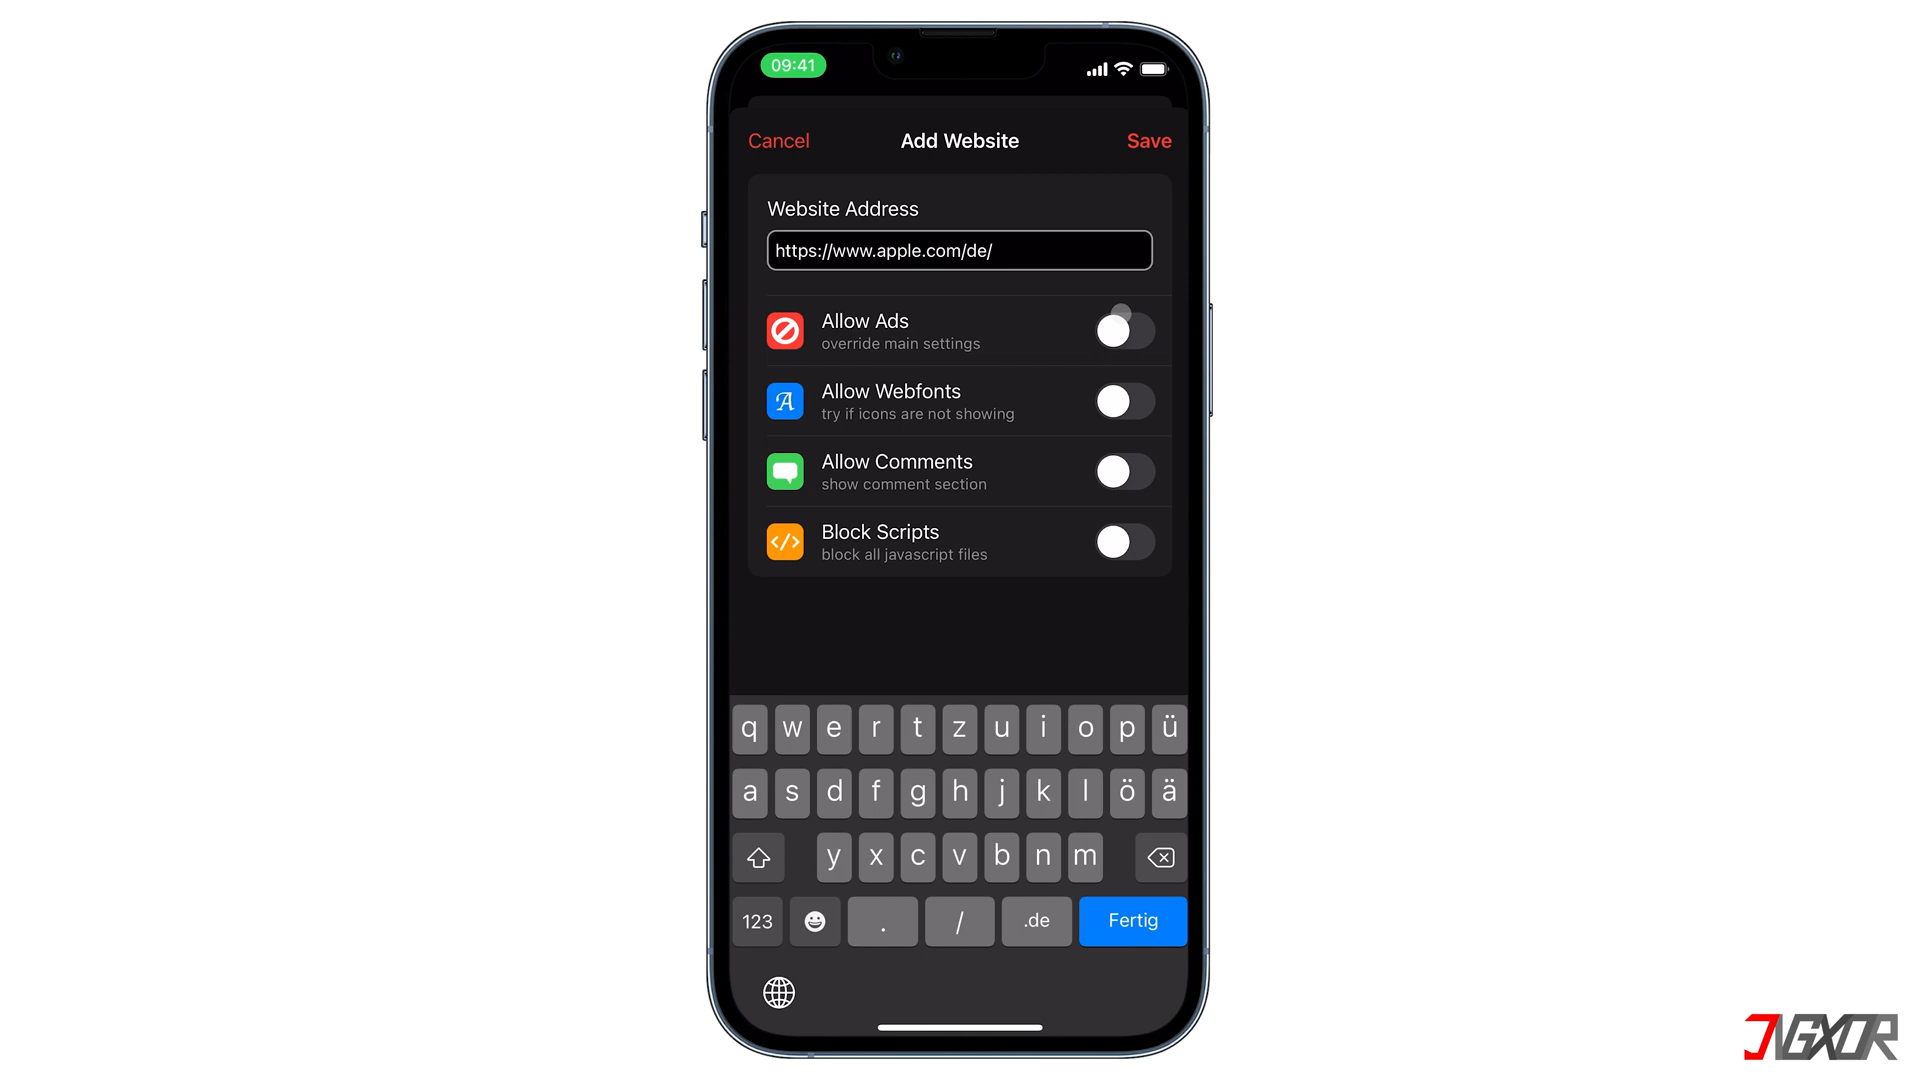 09:41
Cancel Add Website Save
Website Address
https://www.apple.com/de/
Allow Ads
override main settings
Allow Webfonts
try if icons are not showing
Allow Comments
show comment section
Block Scripts
block all javascript files
q w e r t z u i o p ü
a s d f g h j k l ö ä
y x c v b n m
123 . / .de Fertig